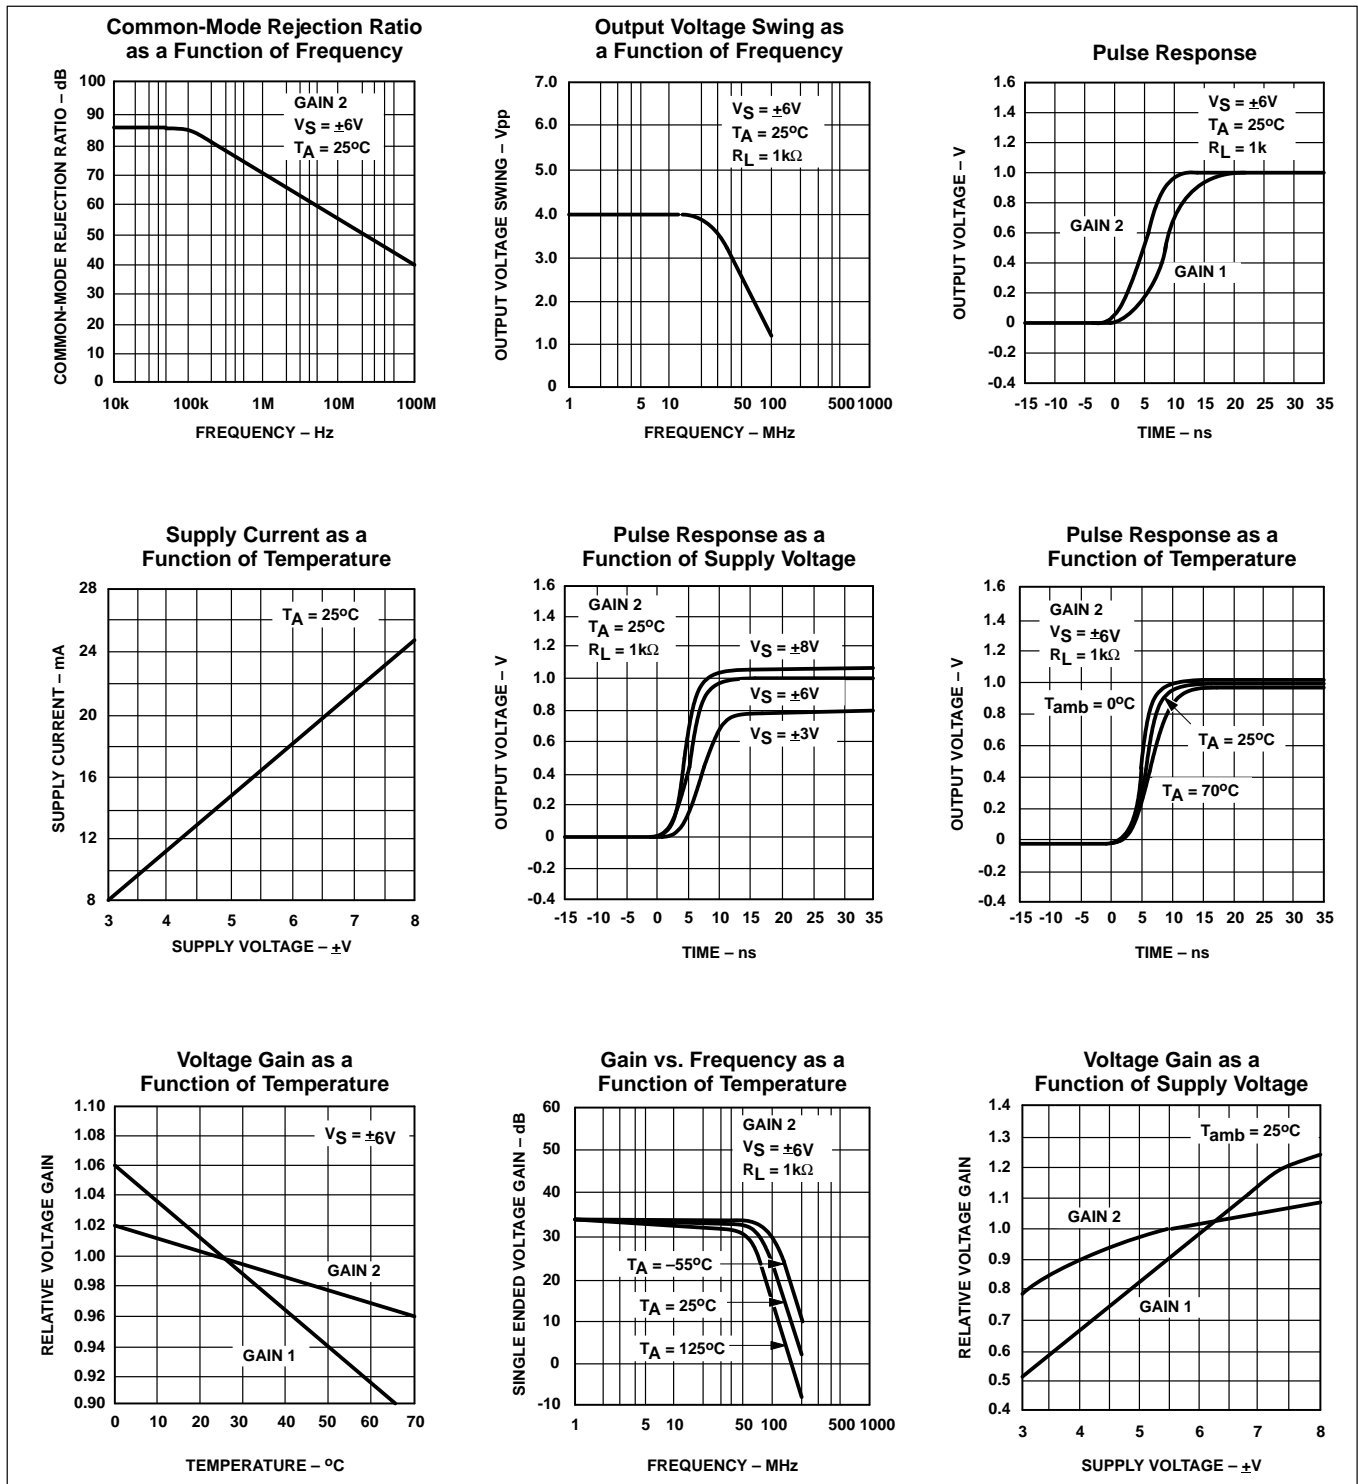 Common-Mode Rejection Ratio
as a Function of Frequency
COMMON-MODE REJECTION RATIO – dB
100
90
80
70
60
50
40
30
20
10
0
GAIN 2
VS = ±6V
TA = 25oC
10k 100k 1M 10M 100M
FREQUENCY – Hz
Output Voltage Swing as
a Function of Frequency
OUTPUT VOLTAGE SWING – Vpp
7.0
6.0
5.0
4.0
3.0
2.0
1.0
0
VS = ±6V
TA = 25oC
RL = 1kΩ
1 5 10 50 100 500 1000
FREQUENCY – MHz
Pulse Response
OUTPUT VOLTAGE – V
1.6
1.4
1.2
1.0
0.8
0.6
0.4
0.2
0
-0.2
-0.4
VS = ±6V
TA = 25oC
RL = 1k
GAIN 2
GAIN 1
-15 -10 -5 0 5 10 15 20 25 30 35
TIME – ns
Supply Current as a
Function of Temperature
SUPPLY CURRENT – mA
28
24
20
16
12
8
TA = 25oC
3 4 5 6 7 8
SUPPLY VOLTAGE – ±V
Pulse Response as a
Function of Supply Voltage
OUTPUT VOLTAGE – V
1.6
1.4
1.2
1.0
0.8
0.6
0.4
0.2
0
-0.2
-0.4
GAIN 2
TA = 25oC
RL = 1kΩ
VS = ±8V
VS = ±6V
VS = ±3V
-15 -10 -5 0 5 10 15 20 25 30 35
TIME – ns
Pulse Response as a
Function of Temperature
OUTPUT VOLTAGE – V
1.6
1.4
1.2
1.0
0.8
0.6
0.4
0.2
0
-0.2
-0.4
GAIN 2
VS = ±6V
RL = 1kΩ
Tamb = 0oC
TA = 25oC
TA = 70oC
-15 -10 -5 0 5 10 15 20 25 30 35
TIME – ns
Voltage Gain as a
Function of Temperature
RELATIVE VOLTAGE GAIN
1.10
1.08
1.06
1.04
1.02
1.00
0.98
0.96
0.94
0.92
0.90
VS = ±6V
GAIN 2
GAIN 1
0 10 20 30 40 50 60 70
TEMPERATURE – oC
Gain vs. Frequency as a
Function of Temperature
SINGLE ENDED VOLTAGE GAIN – dB
60
50
40
30
20
10
0
-10
GAIN 2
VS = ±6V
RL = 1kΩ
TA = –55oC
TA = 25oC
TA = 125oC
1 5 10 50 100 500 1000
FREQUENCY – MHz
Voltage Gain as a
Function of Supply Voltage
RELATIVE VOLTAGE GAIN
1.4
1.3
1.2
1.1
1.0
0.9
0.8
0.7
0.6
0.5
0.4
Tamb = 25oC
GAIN 2
GAIN 1
3 4 5 6 7 8
SUPPLY VOLTAGE – ±V